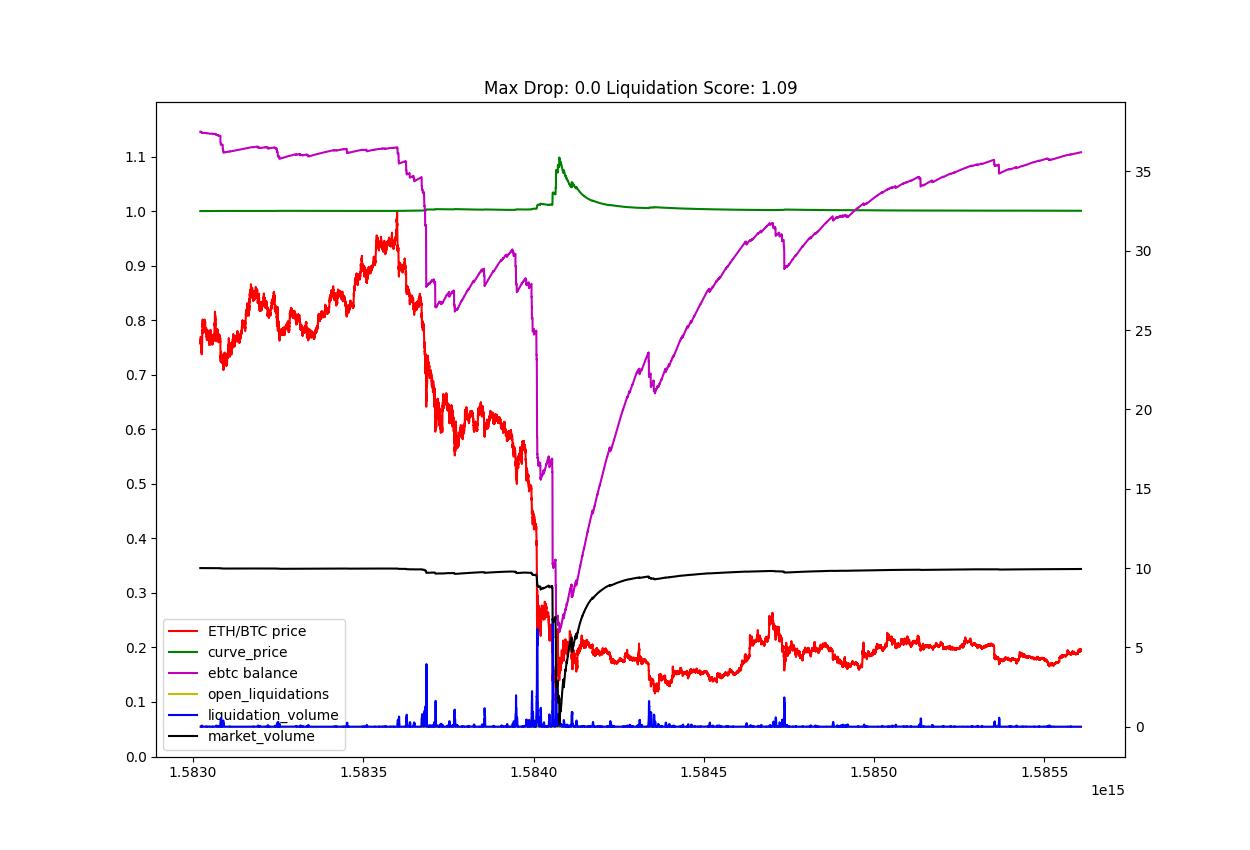 Max Drop: 0.0 Liquidation Score: 1.09
1.1
1.0
0.9
0.8
0.7
0.6
0.5
0.4
0.3
0.2
0.1
0.0
35
30
25
20
15
10
5
0
ETH/BTC price
curve_price
ebtc balance
open_liquidations
liquidation_volume
market_volume
1.5830 1.5835 1.5840 1.5845 1.5850 1.5855
1e15